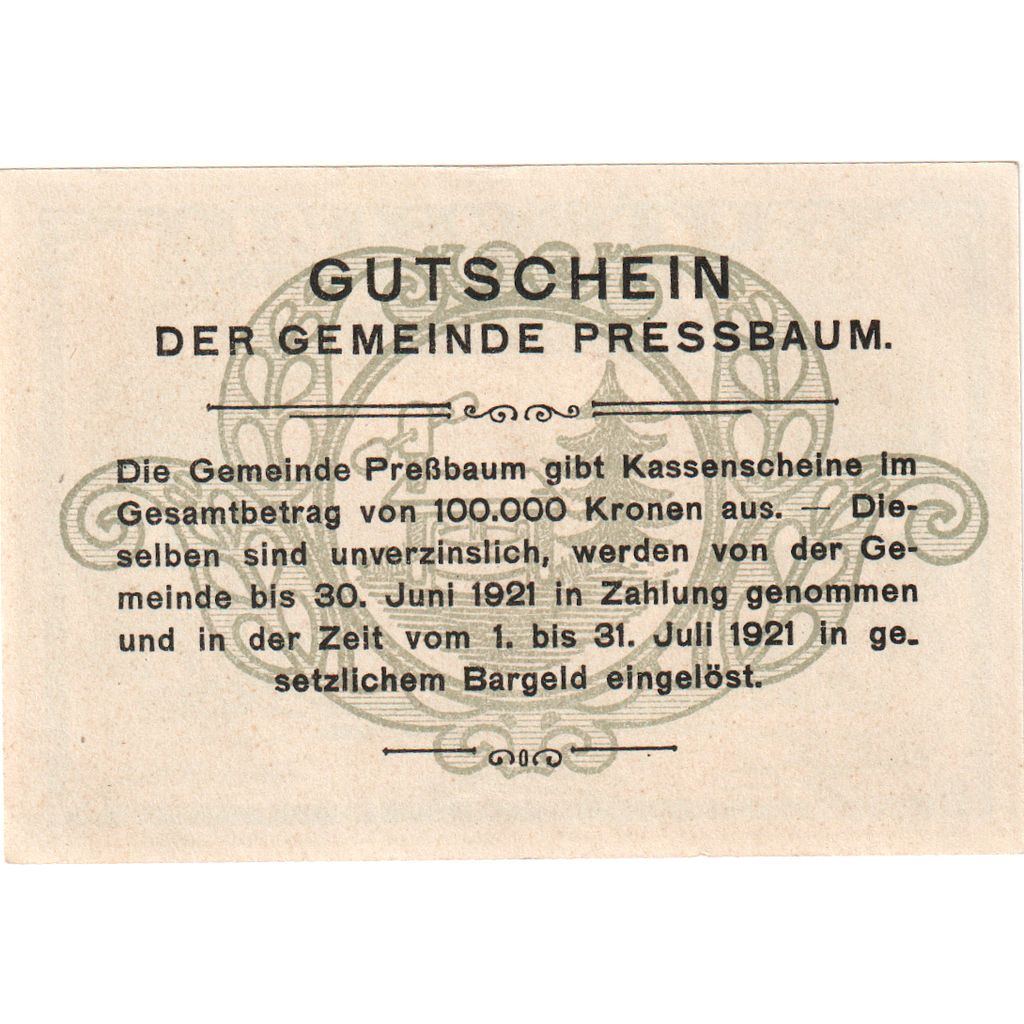 GUTSCHEIN
DER GEMEINDE PRESSBAUM.
Die Gemeinde Preßbaum gibt Kassenscheine im
Gesamtbetrag von 100.000 Kronen aus. — Die-
selben sind unverzinslich, werden von der Ge-
meinde bis 30. Juni 1921 in Zahlung genommen
und in der Zeit vom 1. bis 31. Juli 1921 in ge-
setzlichem Bargeld eingelöst.